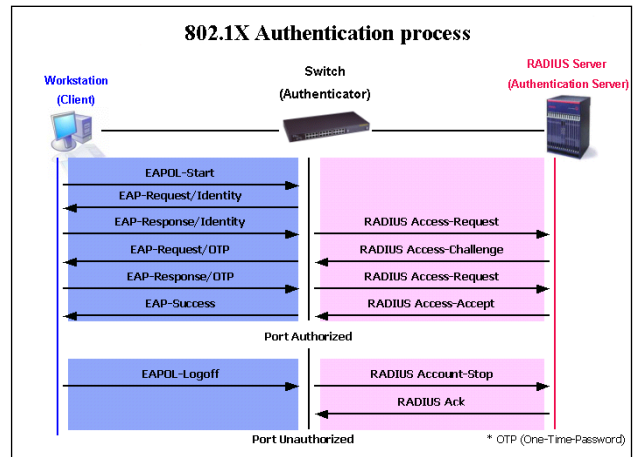 802.1X Authentication process
RADIUS Server
(Authentication Server)
Switch
(Authenticator)
Workstation
(Client)
EAPOL-Start
EAP-Request/Identity
EAP-Response/Identity
RADIUS Access-Request
EAP-Request/OTP
RADIUS Access-Challenge
EAP-Response/OTP
RADIUS Access-Request
EAP-Success
RADIUS Access-Accept
Port Authorized
EAPOL-Logoff
RADIUS Account-Stop
RADIUS Ack
Port Unauthorized
* OTP (One-Time-Password)